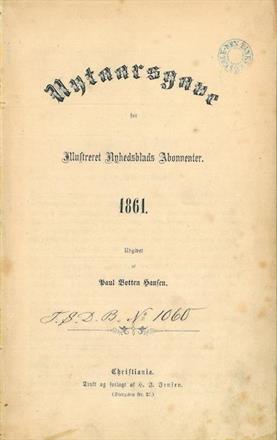 Nytaarsgave
for
Illustreret Nyhedsblads Abonnenter.
1861.
Udgivet
af
Paul Botten Hansen.
T. & D. B. No 1060
Christiania.
Trykt og forlagt af H. J. Jensen.